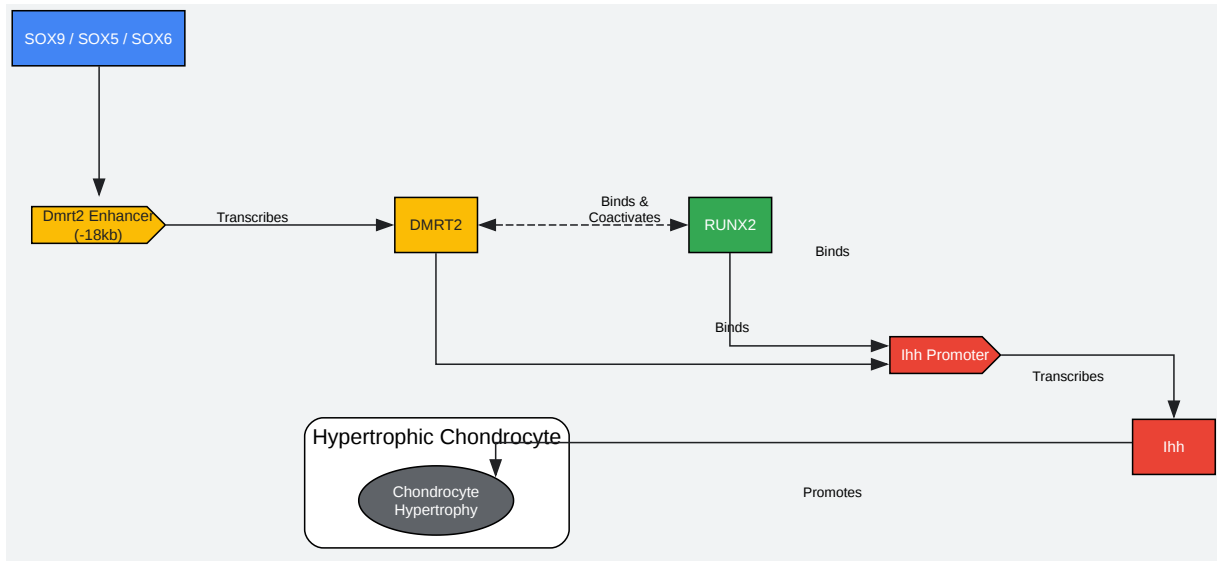 SOX9 / SOX5 / SOX6
Dmrt2 Enhancer
(-18kb)
Transcribes
DMRT2
Binds &
Coactivates
RUNX2
Binds
Binds
Ihh Promoter
Transcribes
Ihh
Hypertrophic Chondrocyte
Chondrocyte
Hypertrophy
Promotes